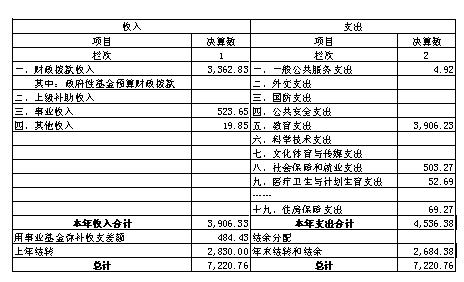 收入 支出
项目 决算数 项目 决算数
栏次 1 栏次 2
一、财政拨款收入 3,362.83 一、一般公共服务支出 4.92
其中：政府性基金预算财政拨款 二、外交支出
二、上级补助收入 三、国防支出
三、事业收入 523.65 四、公共安全支出
四、其他收入 19.85 五、教育支出 3,906.23
六、科学技术支出
七、文化体育与传媒支出
八、社会保障和就业支出 503.27
九、医疗卫生与计划生育支出 52.69
……
十九、住房保障支出 69.27
本年收入合计 3,906.33 本年支出合计 4,536.38
用事业基金弥补收支差额 484.43 结余分配
上年结转 2,830.00 年末结转和结余 2,684.38
总计 7,220.76 总计 7,220.76